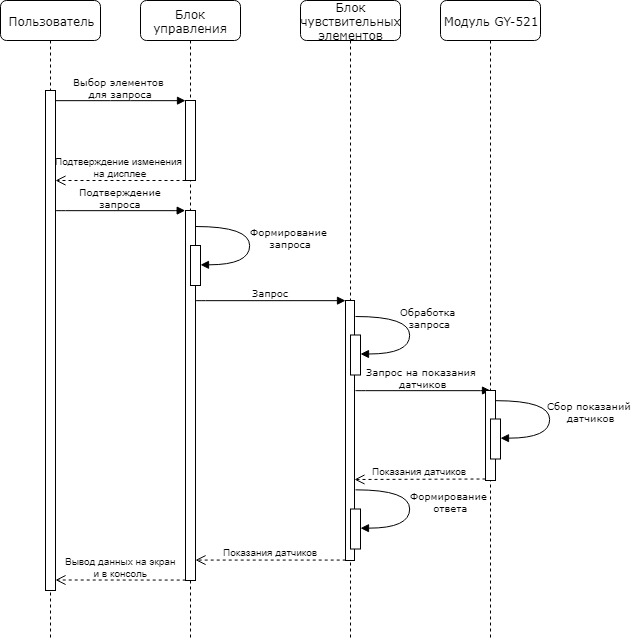 Пользователь
Блок
управления
Блок
чувствительных
элементов
Модуль GY-521
Выбор элементов
для запроса
Подтверждение изменения
на дисплее
Подтверждение
запроса
Формирование
запроса
Запрос
Обработка
запроса
Запрос на показания
датчиков
Сбор показаний
датчиков
Показания датчиков
Формирование
ответа
Показания датчиков
Вывод данных на экран
и в консоль